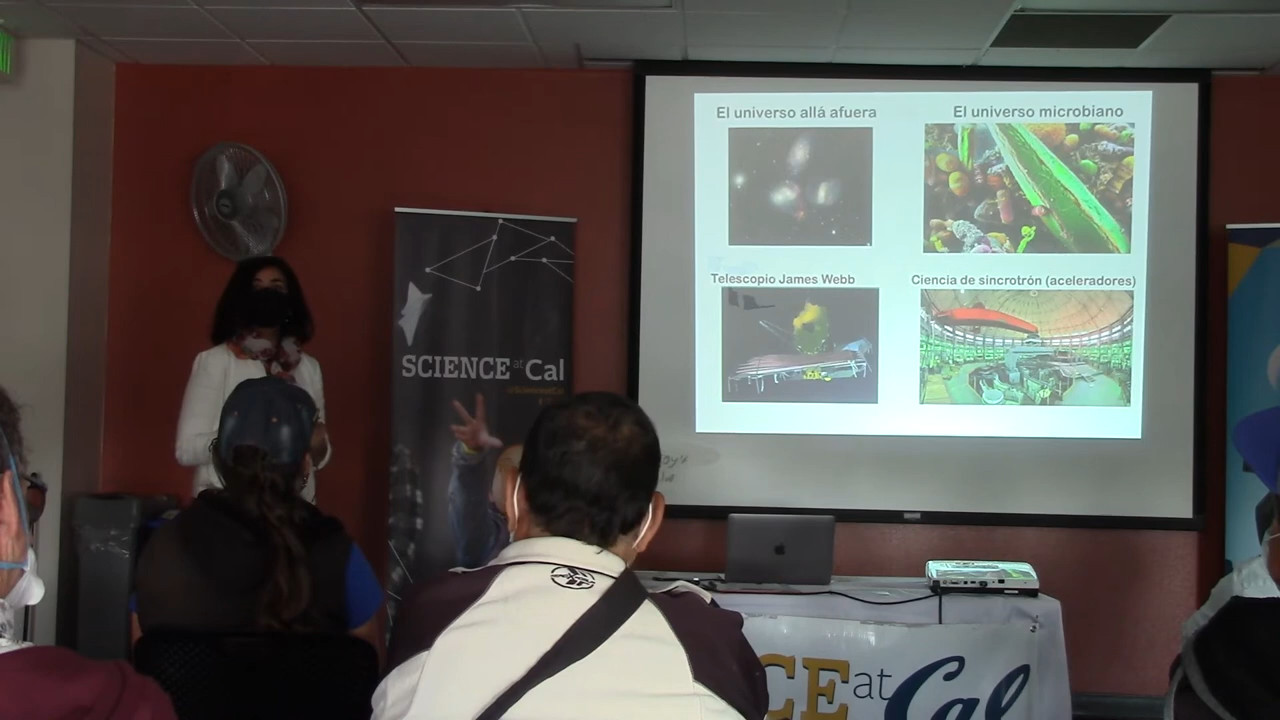 El universo allá afuera
El universo microbiano
Telescopio James Webb
Ciencia de sincrotrón (aceleradores)
SCIENCE at Cal
CE at Cal